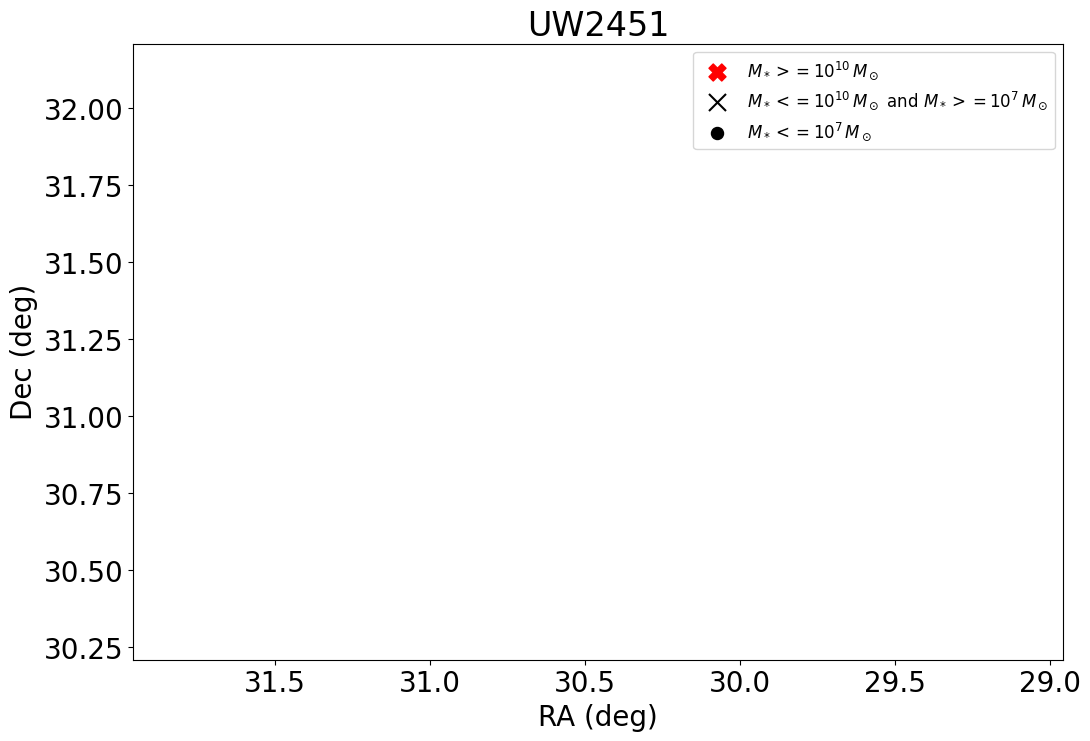 UW2451
M* >= 10^10 M⊙
M* <= 10^10 M⊙ and M* >= 10^7 M⊙
M* <= 10^7 M⊙
32.00
31.75
31.50
31.25
31.00
30.75
30.50
30.25
Dec (deg)
31.5 31.0 30.5 30.0 29.5 29.0
RA (deg)